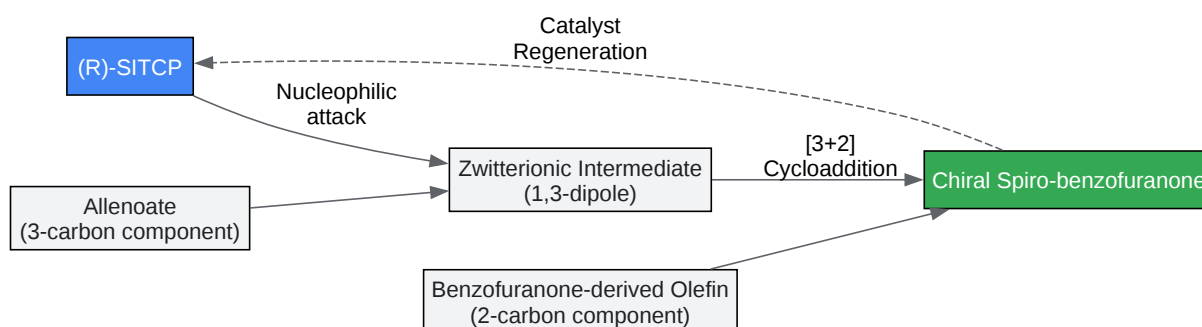 Catalyst
Regeneration
(R)-SITCP
Nucleophilic
attack
[3+2]
Cycloaddition
Zwitterionic Intermediate
(1,3-dipole)
Chiral Spiro-benzofuranone
Allenoate
(3-carbon component)
Benzofuranone-derived Olefin
(2-carbon component)